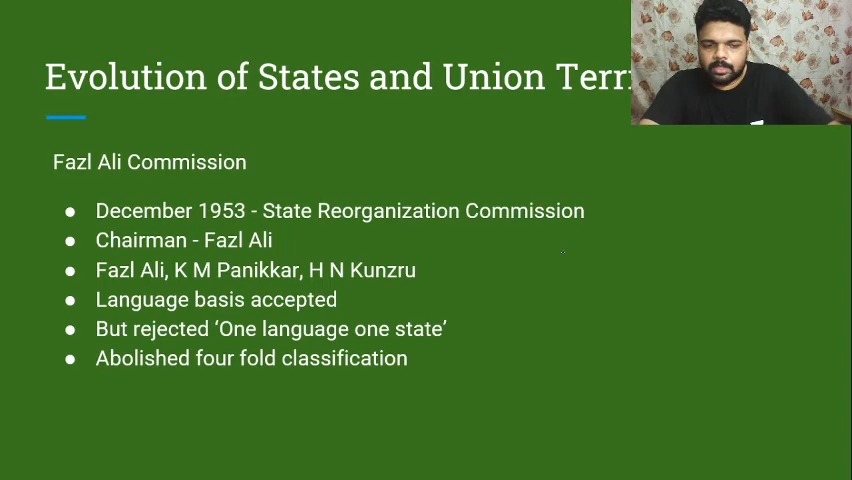 Evolution of States and Union
Fazl Ali Commission
● December 1953 - State Reorganization Commission
● Chairman - Fazl Ali
● Fazl Ali, K M Panikkar, H N Kunzru
● Language basis accepted
● But rejected ‘One language one state’
● Abolished four fold classification